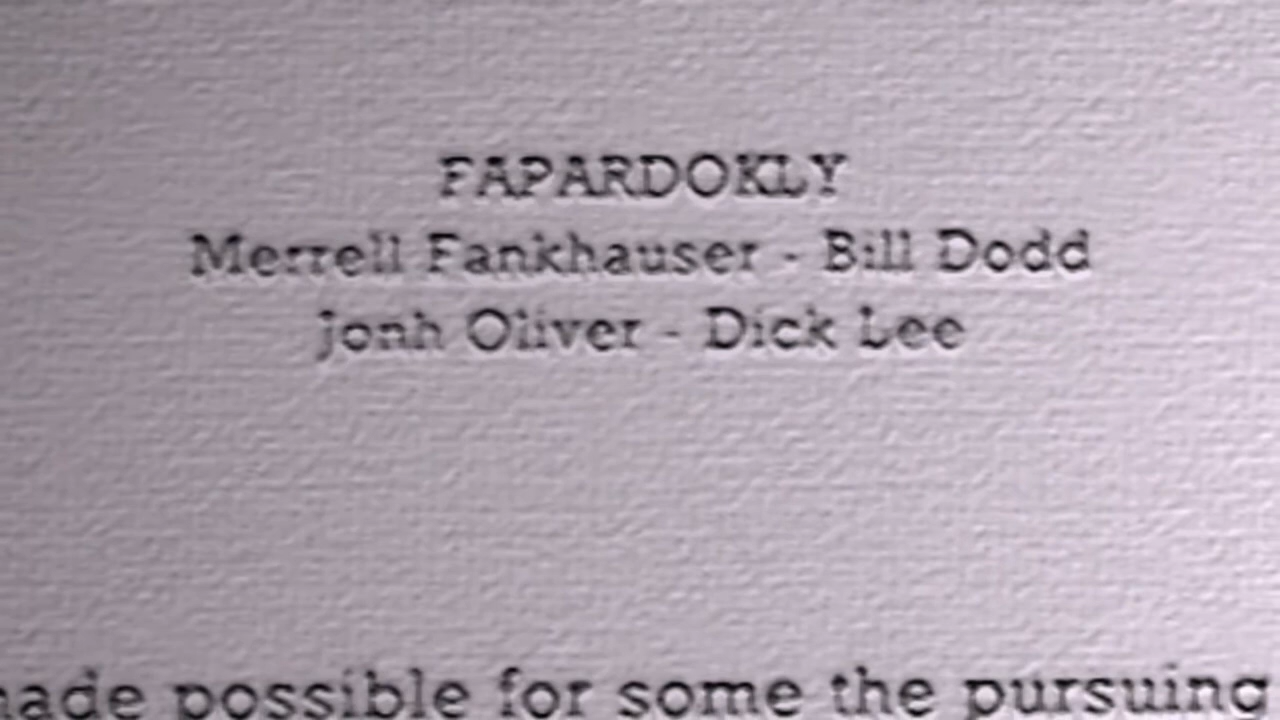 FAPARDOKLY
Merrell Fankhauser - Bill Dodd
Jonh Oliver - Dick Lee
made possible for some the pursuing